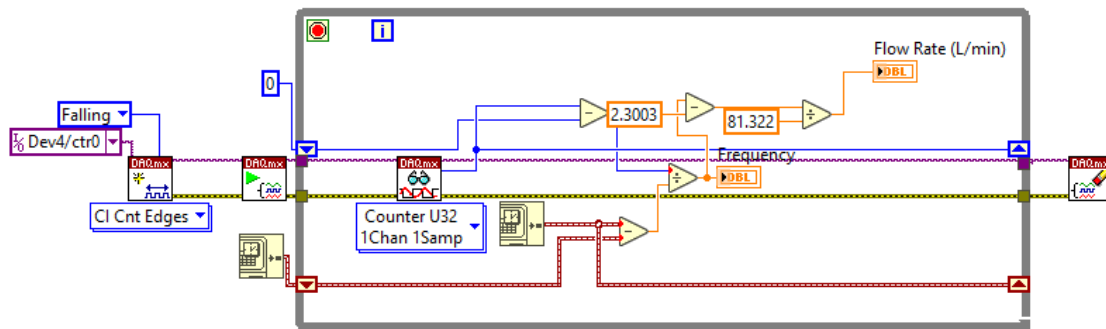 i
Flow Rate (L/min)
DBL
0
Falling
2.3003
81.322
I/O Dev4/ctr0
DAQmx
DAQmx
DAQmx
DAQmx
Frequency
DBL
CI Cnt Edges
Counter U32
1Chan 1Samp